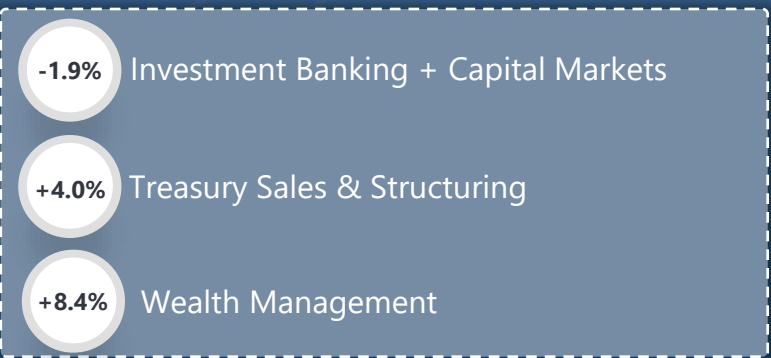 -1.9% Investment Banking + Capital Markets
+4.0% Treasury Sales & Structuring
+8.4% Wealth Management